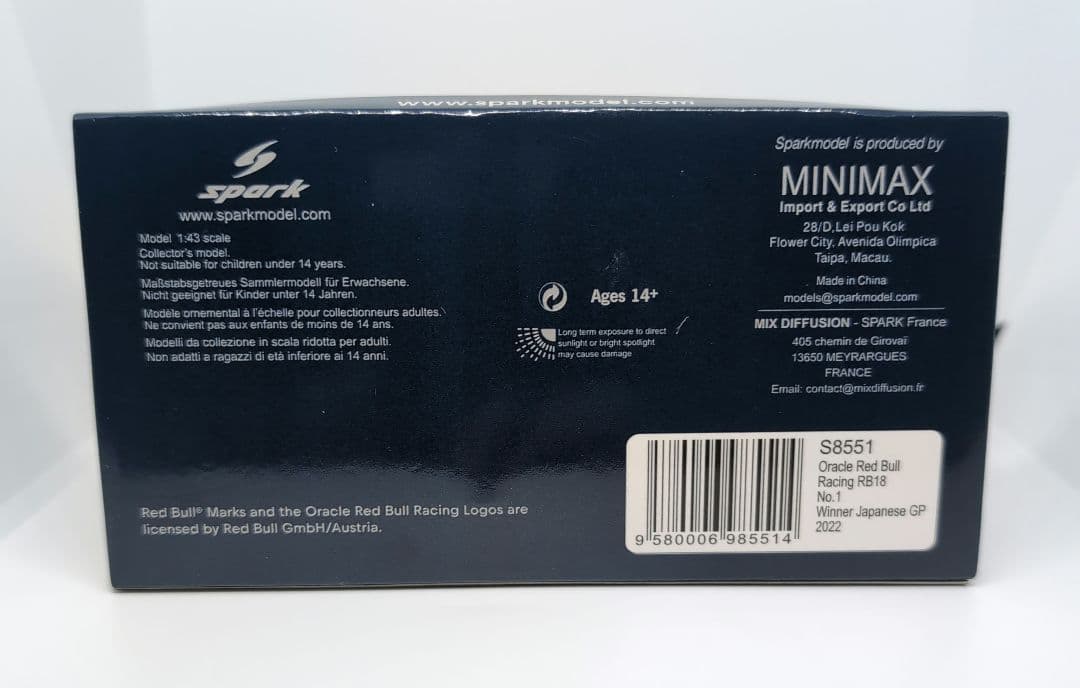 www.sparkmodel.com
spark
www.sparkmodel.com
Model 1:43 scale
Collector's model.
Not suitable for children under 14 years.
Maßstabsgetreues Sammlermodell für Erwachsene.
Nicht geeignet für Kinder unter 14 Jahren.
Modèle ornemental à l'échelle pour collectionneurs adultes.
Ne convient pas aux enfants de moins de 14 ans.
Modelli da collezione in scala ridotta per adulti.
Non adatti a ragazzi di età inferiore ai 14 anni.
Ages 14+
Long term exposure to direct
sunlight or bright spotlight
may cause damage
Sparkmodel is produced by
MINIMAX
Import & Export Co Ltd
28/D,Lei Pou Kok
Flower City, Avenida Olimpica
Taipa, Macau.
Made in China
models@sparkmodel.com
MIX DIFFUSION - SPARK France
405 chemin de Girovai
13650 MEYRARGUES
FRANCE
Email: contact@mixdiffusion.fr
Red Bull® Marks and the Oracle Red Bull Racing Logos are
licensed by Red Bull GmbH/Austria.
S8551
Oracle Red Bull
Racing RB18
No.1
Winner Japanese GP
2022
9 580006 985514